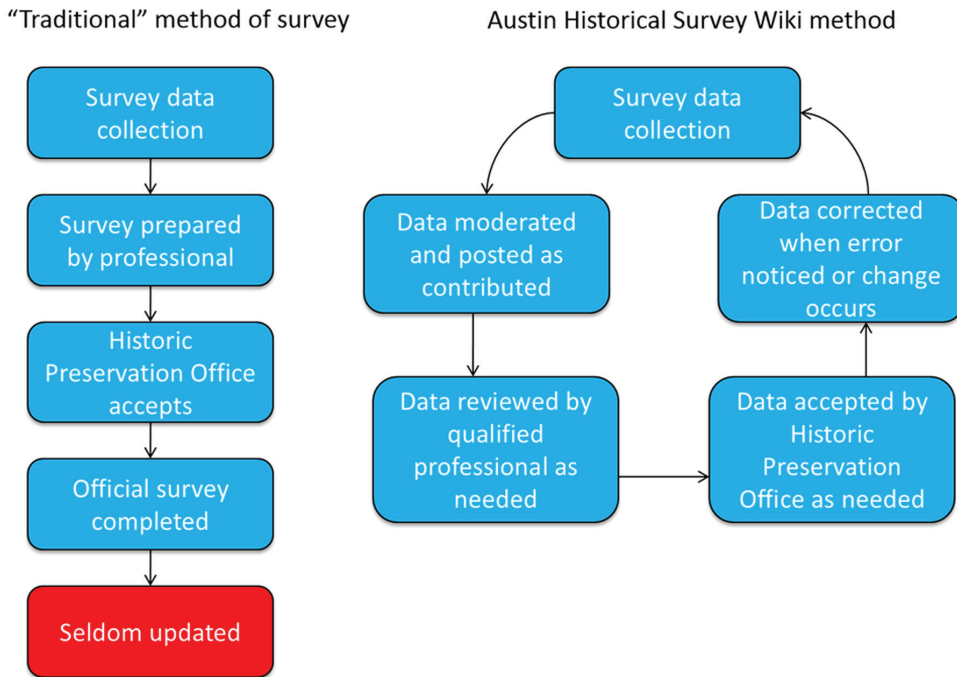 “Traditional” method of survey
Survey data
collection
Survey prepared
by professional
Historic
Preservation Office
accepts
Official survey
completed
Seldom updated
Austin Historical Survey Wiki method
Survey data
collection
Data moderated
and posted as
contributed
Data reviewed by
qualified
professional as
needed
Data accepted by
Historic
Preservation
Office as needed
Data corrected
when error
noticed or change
occurs